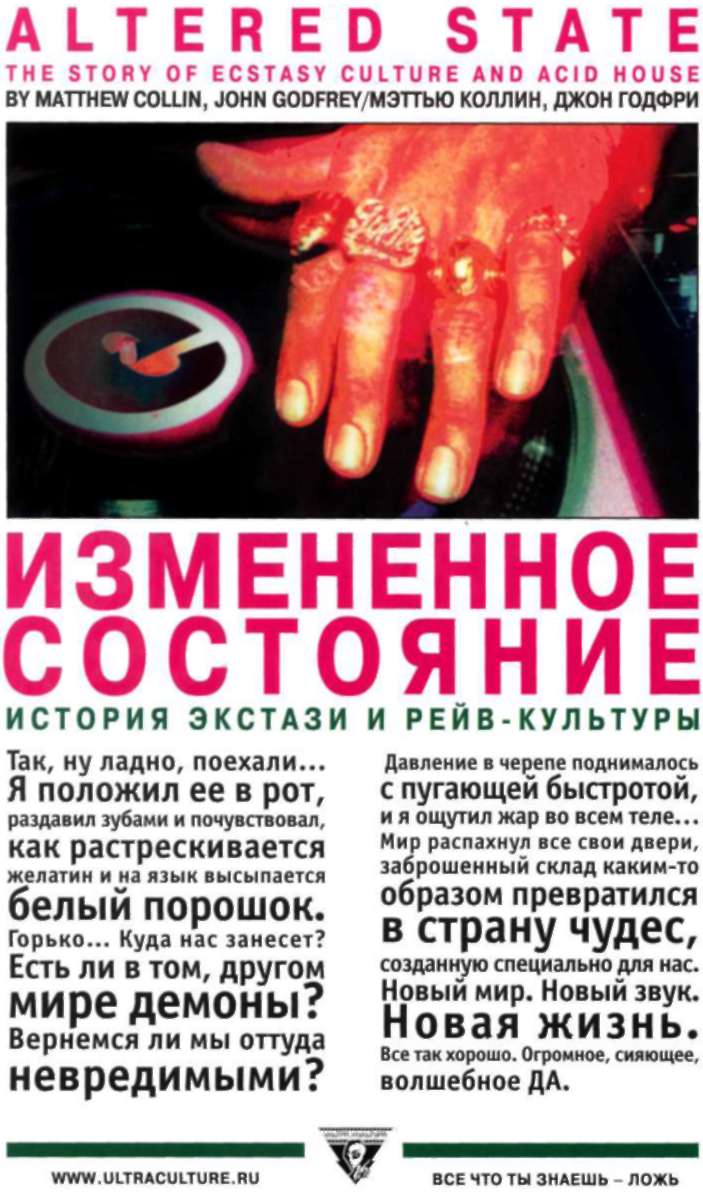 ALTERED STATE
THE STORY OF ECSTASY CULTURE AND ACID HOUSE
BY MATTHEW COLLIN, JOHN GODFREY/МЭТТЬЮ КОЛЛИН, ДЖОН ГОДФРИ
ИЗМЕНЕННОЕ
СОСТОЯНИЕ
ИСТОРИЯ ЭКСТАЗИ И РЕЙВ-КУЛЬТУРЫ
Так, ну ладно, поехали...
Я положил ее в рот,
раздавил зубами и почувствовал,
как растрескивается
желатин и на язык высыпается
белый порошок.
Горько... Куда нас занесет?
Есть ли в том, другом
мире демоны?
Вернемся ли мы оттуда
невредимыми?
Давление в черепе поднималось
с пугающей быстротой,
и я ощутил жар во всем теле...
Мир распахнул все свои двери,
заброшенный склад каким-то
образом превратился
в страну чудес,
созданную специально для нас.
Новый мир. Новый звук.
Новая жизнь.
Все так хорошо. Огромное, сияющее,
волшебное ДА.
WWW.ULTRACULTURE.RU
ВСЕ ЧТО ТЫ ЗНАЕШЬ – ЛОЖЬ